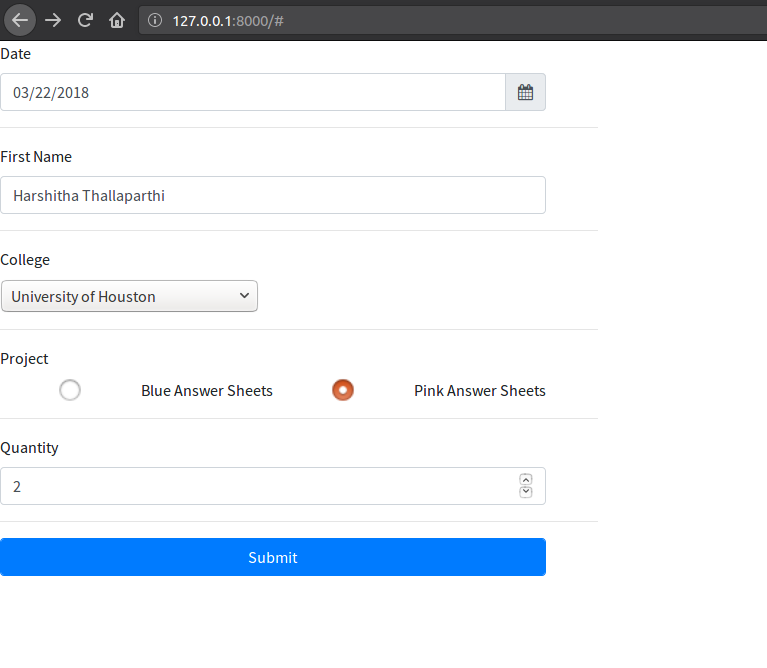 127.0.0.1:8000/#
Date
03/22/2018
First Name
Harshitha Thallaparthi
College
University of Houston
Project
Blue Answer Sheets Pink Answer Sheets
Quantity
2
Submit